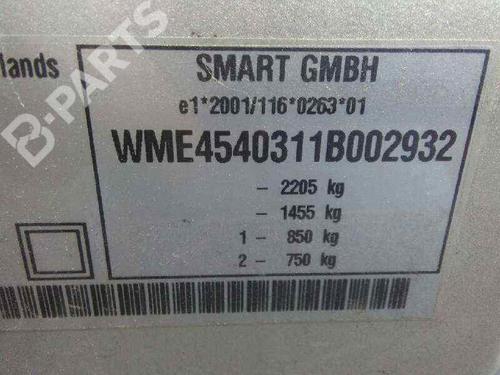 B-PARTS
lands
SMART GMBH
e1*2001/116*0263*01
WME4540311B002932
- 2205 kg
- 1455 kg
1 - 850 kg
2 - 750 kg
B-PARTS